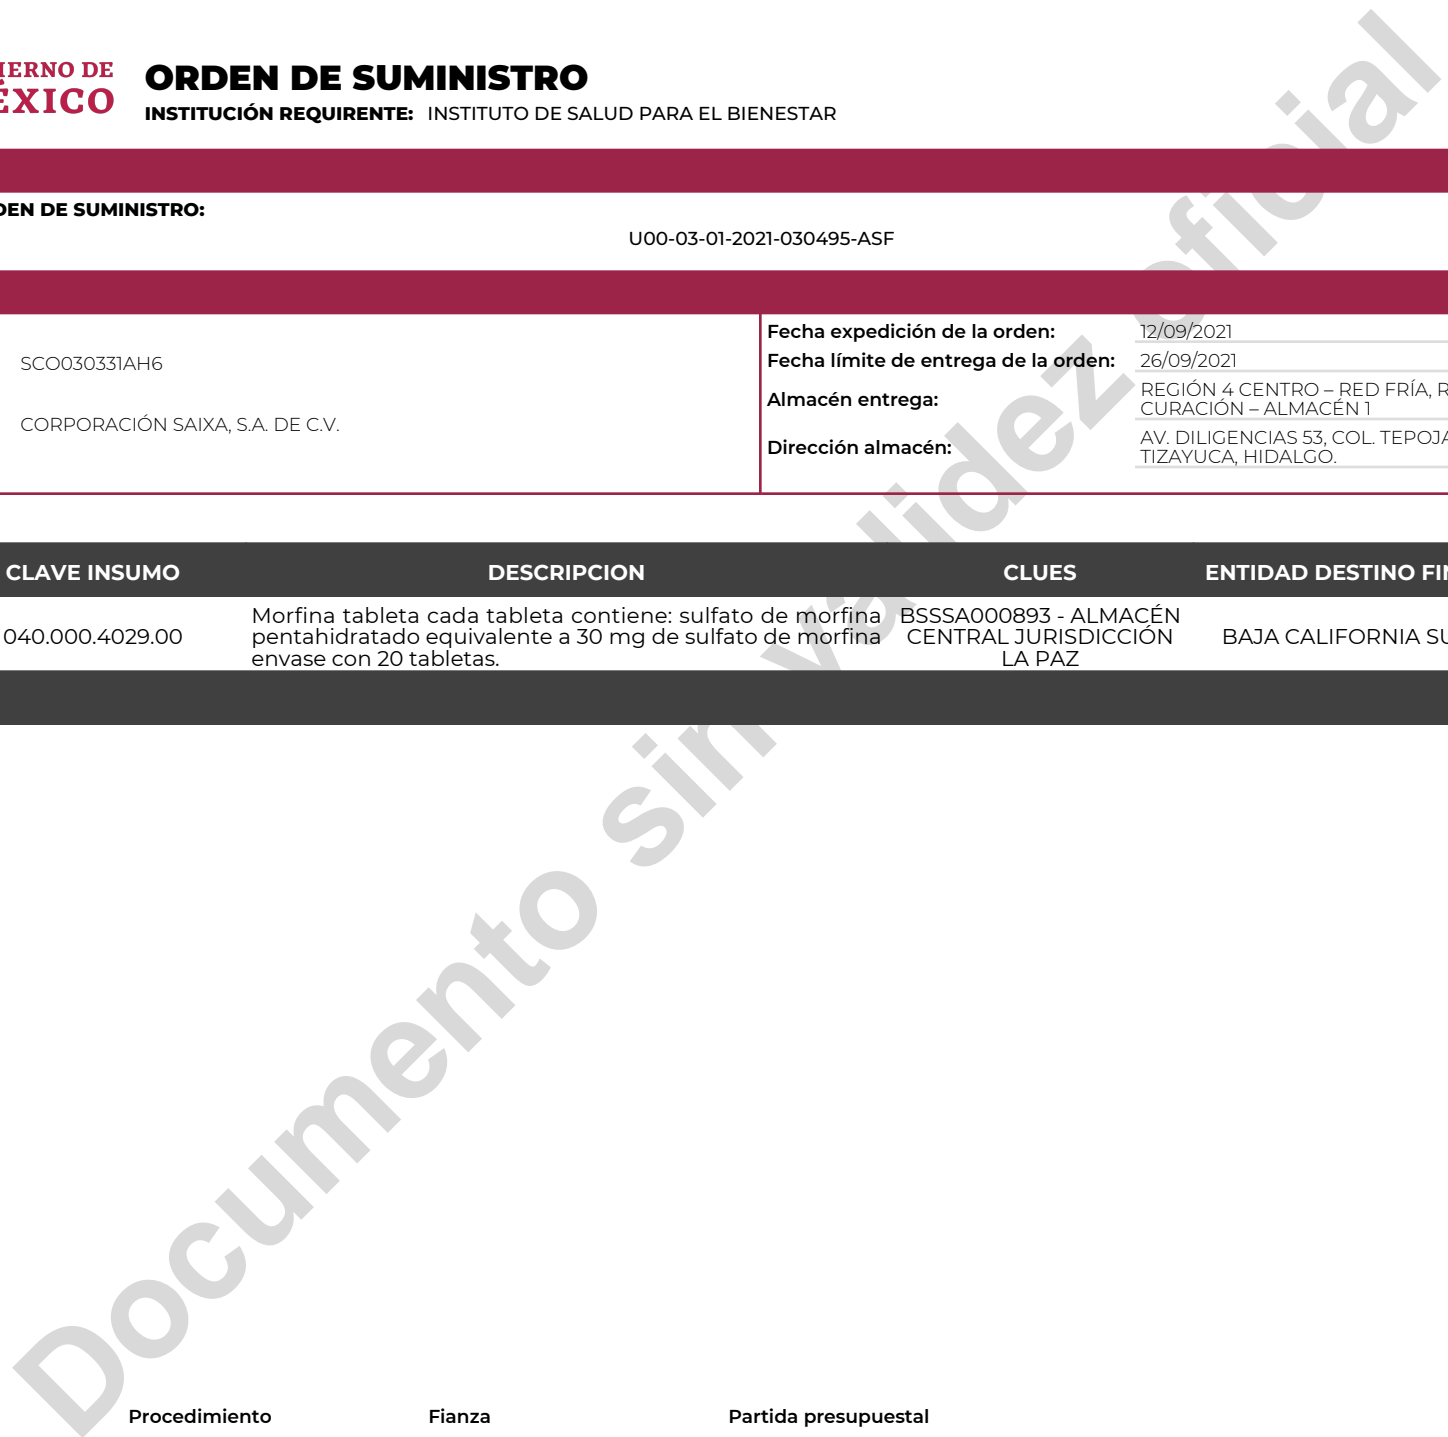 IERNO DE
ÉXICO
ORDEN DE SUMINISTRO
INSTITUCIÓN REQUIRENTE: INSTITUTO DE SALUD PARA EL BIENESTAR
DEN DE SUMINISTRO:
U00-03-01-2021-030495-ASF
SCO030331AH6
CORPORACIÓN SAIXA, S.A. DE C.V.
Fecha expedición de la orden: 12/09/2021
Fecha límite de entrega de la orden: 26/09/2021
Almacén entrega: REGIÓN 4 CENTRO – RED FRÍA, R
CURACIÓN – ALMACÉN 1
Dirección almacén: AV. DILIGENCIAS 53, COL. TEPOJA
TIZAYUCA, HIDALGO.
CLAVE INSUMO DESCRIPCION CLUES ENTIDAD DESTINO FIN
040.000.4029.00
Morfina tableta cada tableta contiene: sulfato de morfina
pentahidratado equivalente a 30 mg de sulfato de morfina
envase con 20 tabletas.
BSSSA000893 - ALMACÉN
CENTRAL JURISDICCIÓN
LA PAZ
BAJA CALIFORNIA SU
Documento sin validez oficial
Procedimiento Fianza Partida presupuestal